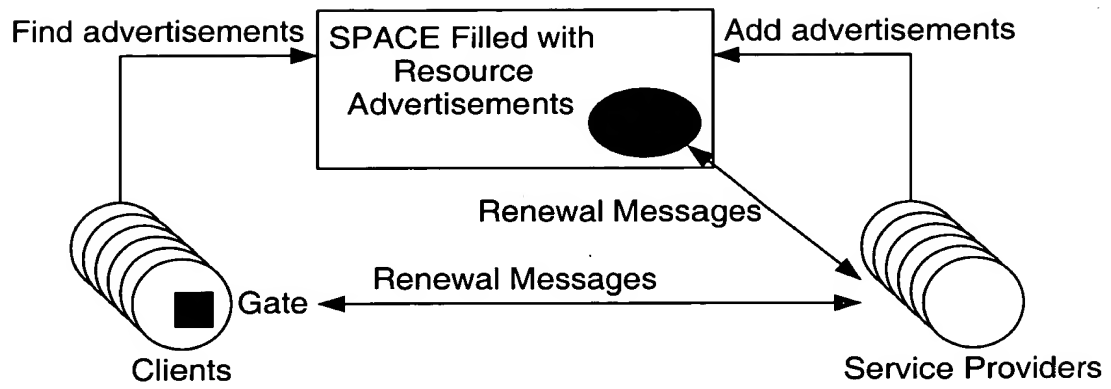 Find advertisements
SPACE Filled with
Resource
Advertisements
Add advertisements
Renewal Messages
Renewal Messages
Gate
Clients
Service Providers